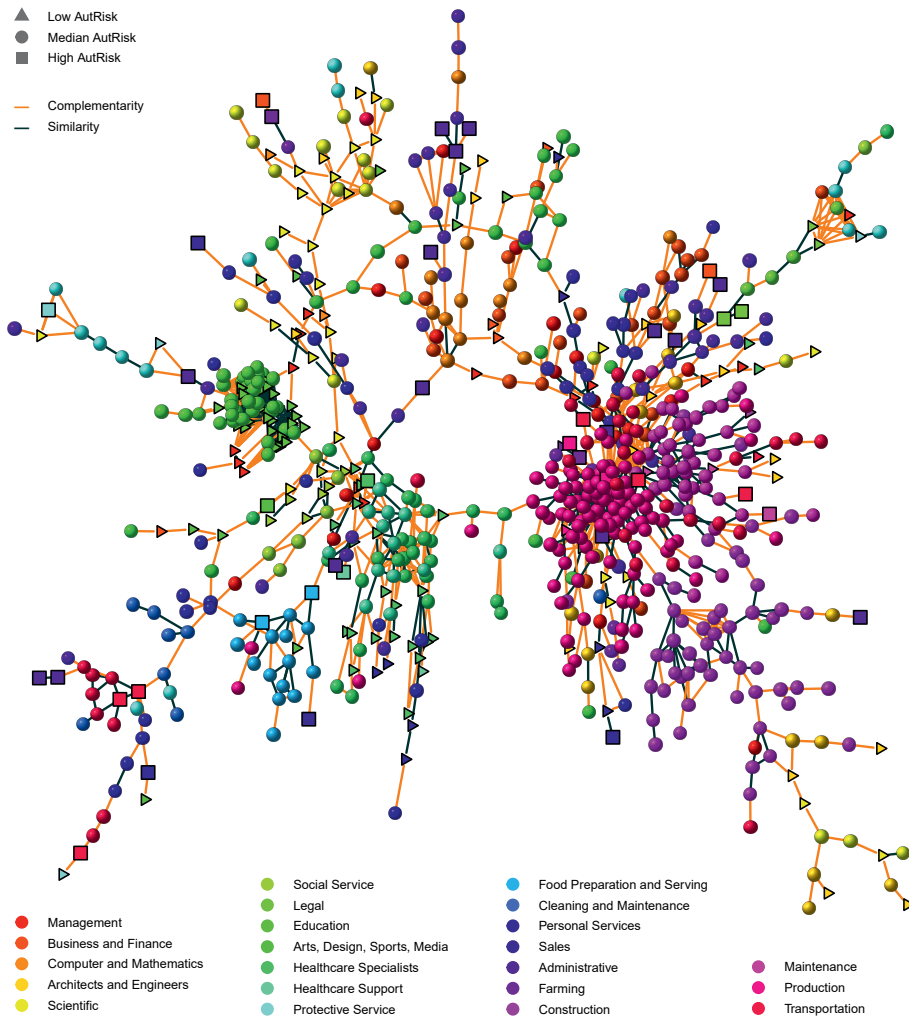 Low AutRisk
Median AutRisk
High AutRisk
Complementarity
Similarity
Management
Business and Finance
Computer and Mathematics
Architects and Engineers
Scientific
Social Service
Legal
Education
Arts, Design, Sports, Media
Healthcare Specialists
Healthcare Support
Protective Service
Food Preparation and Serving
Cleaning and Maintenance
Personal Services
Sales
Administrative
Farming
Construction
Maintenance
Production
Transportation